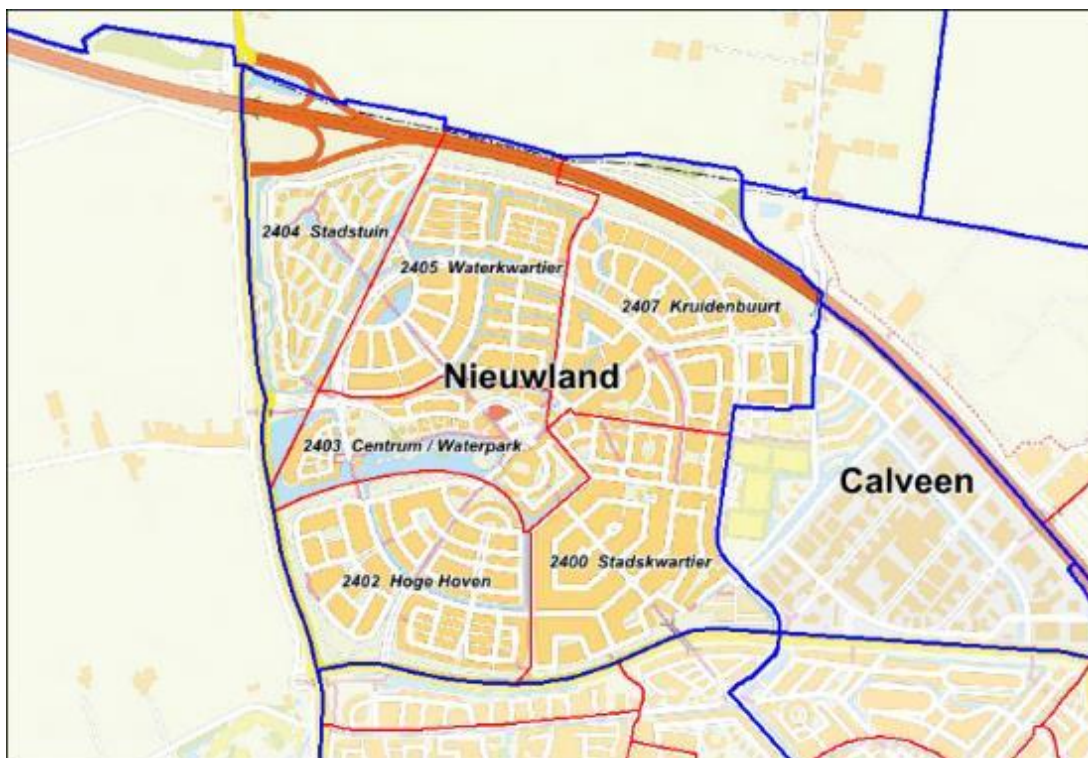 2404 Stadstuin
2405 Waterkwartier
2407 Kruidenbuurt
Nieuwland
2403 Centrum / Waterpark
Calveen
2400 Stadskwartier
2402 Hoge Hoven